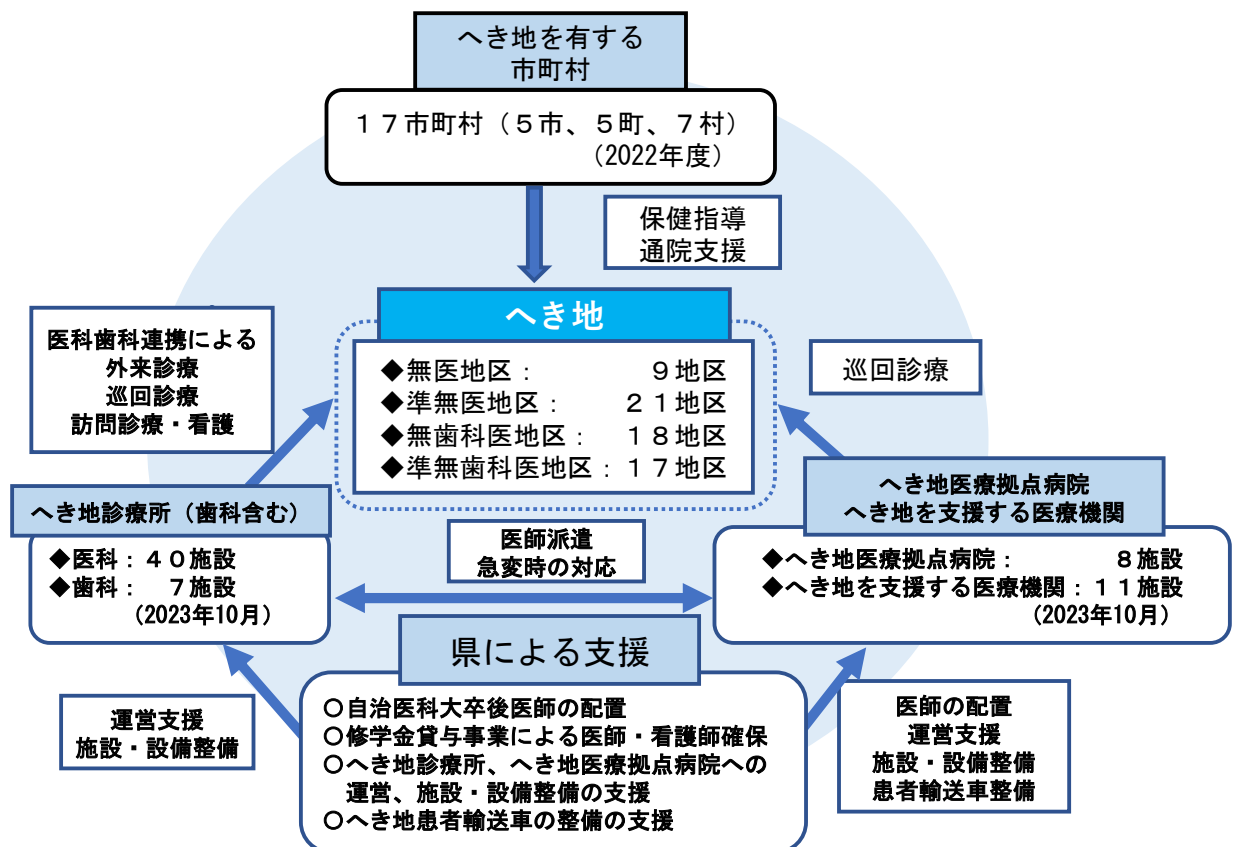 へき地を有する
市町村
１７市町村（５市、５町、７村）
（2022年度）
保健指導
通院支援
へき地
◆無医地区：　　　　９地区
◆準無医地区：　　２１地区
◆無歯科医地区：　１８地区
◆準無歯科医地区：１７地区
医科歯科連携による
外来診療
巡回診療
訪問診療・看護
巡回診療
へき地診療所（歯科含む）
◆医科：４０施設
◆歯科：　７施設
（2023年10月）
医師派遣
急変時の対応
へき地医療拠点病院
へき地を支援する医療機関
◆へき地医療拠点病院：　　　　８施設
◆へき地を支援する医療機関：１１施設
（2023年10月）
県による支援
○自治医科大卒後医師の配置
○修学金貸与事業による医師・看護師確保
○へき地診療所、へき地医療拠点病院への
運営、施設・設備整備の支援
○へき地患者輸送車の整備の支援
運営支援
施設・設備整備
医師の配置
運営支援
施設・設備整備
患者輸送車整備